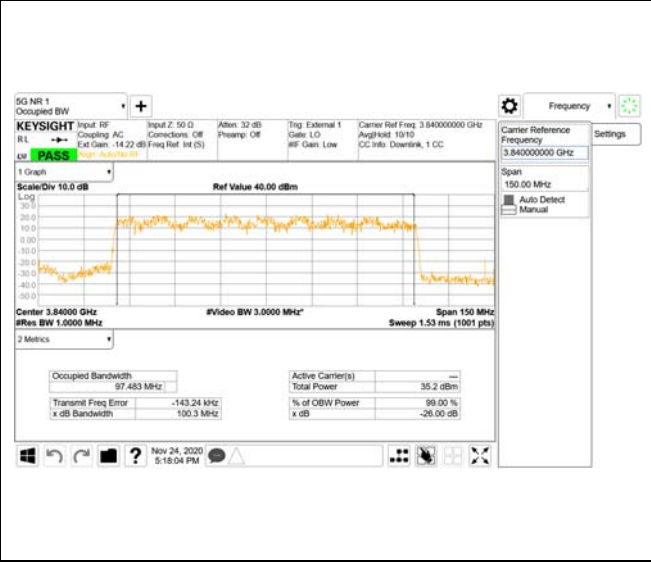 5G NR 1
Occupied BW
Frequency
KEYSIGHT Input: RF Input Z: 50 Ω Atten: 32 dB Trig: External 1 Carrier Ref Freq: 3.840000000 GHz
RL Coupling: AC Corrections: Off Preamp: Off Gate: LO Avg|Hold: 10/10
Ext Gain: -14.22 dB Freq Ref: Int (S) #IF Gain: Low CC Info: Downlink, 1 CC
PASS Align: Auto/No RF
Carrier Reference
Frequency
3.840000000 GHz
Settings
Span
150.00 MHz
Auto Detect
Manual
1 Graph
Scale/Div 10.0 dB Ref Value 40.00 dBm
Log
30.0
20.0
10.0
0.00
-10.0
-20.0
-30.0
-40.0
-50.0
Center 3.84000 GHz #Video BW 3.0000 MHz* Span 150 MHz
#Res BW 1.0000 MHz Sweep 1.53 ms (1001 pts)
2 Metrics
Occupied Bandwidth
97.483 MHz
Transmit Freq Error -143.24 kHz
x dB Bandwidth 100.3 MHz
Active Carrier(s) ---
Total Power 35.2 dBm
% of OBW Power 99.00 %
x dB -26.00 dB
? Nov 24, 2020
5:18:04 PM